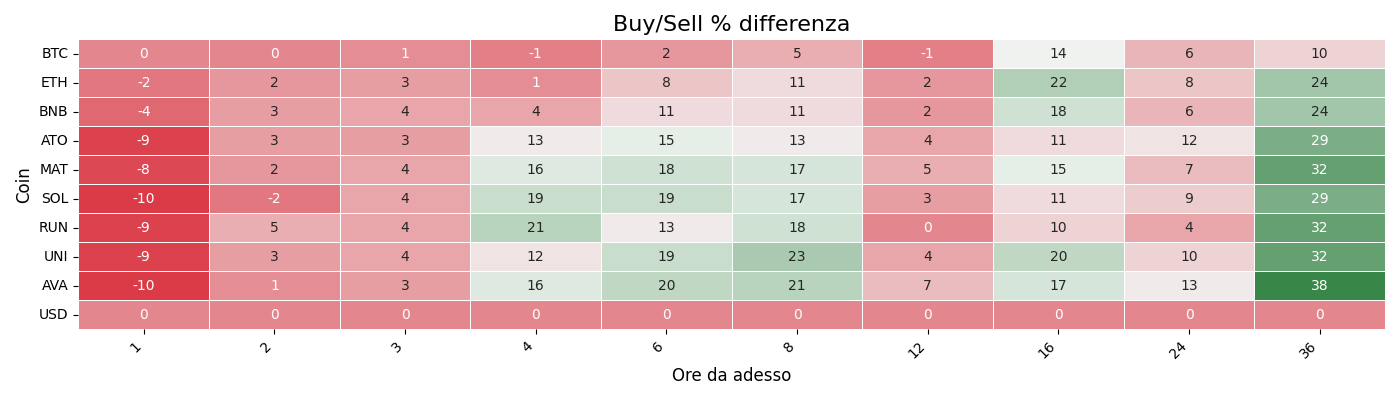 Buy/Sell % differenza
Coin
BTC 0 0 1 -1 2 5 -1 14 6 10
ETH -2 2 3 1 8 11 2 22 8 24
BNB -4 3 4 4 11 11 2 18 6 24
ATO -9 3 3 13 15 13 4 11 12 29
MAT -8 2 4 16 18 17 5 15 7 32
SOL -10 -2 4 19 19 17 3 11 9 29
RUN -9 5 4 21 13 18 0 10 4 32
UNI -9 3 4 12 19 23 4 20 10 32
AVA -10 1 3 16 20 21 7 17 13 38
USD 0 0 0 0 0 0 0 0 0 0
1 2 3 4 6 8 12 16 24 36
Ore da adesso